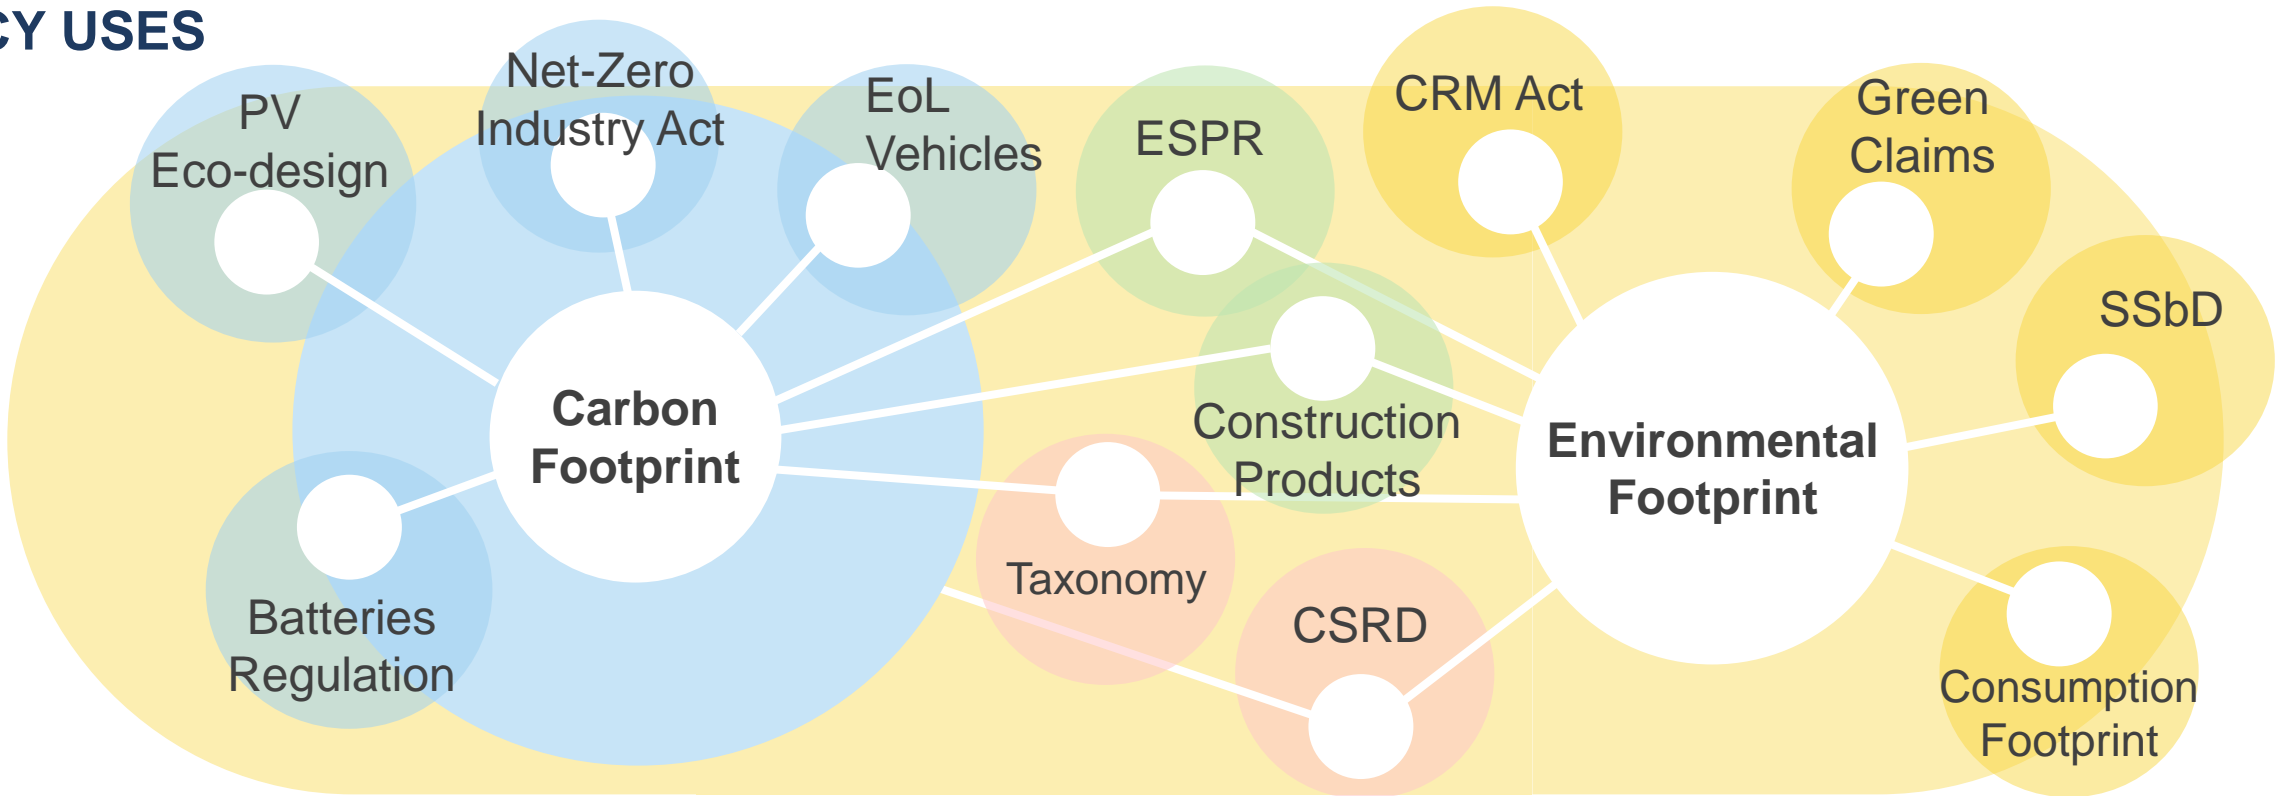 CY USES
PV
Eco-design
Net-Zero
Industry Act
EoL
Vehicles
ESPR
CRM Act
Green
Claims
SSbD
Carbon
Footprint
Construction
Products
Environmental
Footprint
Batteries
Regulation
Taxonomy
CSRD
Consumption
Footprint